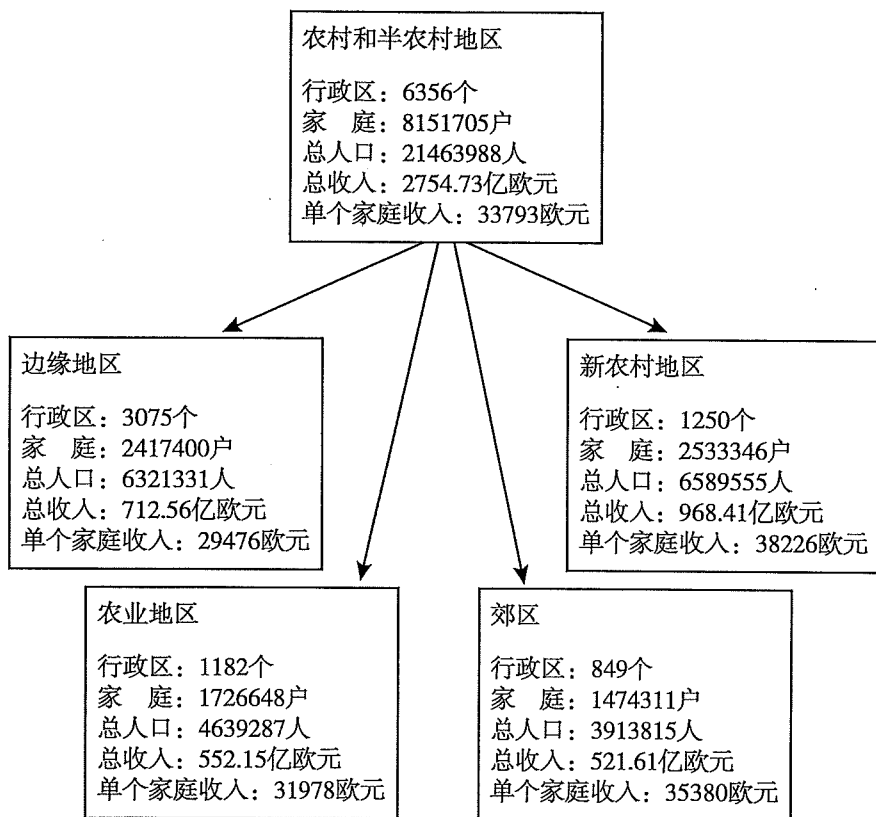 农村和半农村地区
行政区：6356个
家　庭：8151705户
总人口：21463988人
总收入：2754.73亿欧元
单个家庭收入：33793欧元
边缘地区
行政区：3075个
家　庭：2417400户
总人口：6321331人
总收入：712.56亿欧元
单个家庭收入：29476欧元
新农村地区
行政区：1250个
家　庭：2533346户
总人口：6589555人
总收入：968.41亿欧元
单个家庭收入：38226欧元
农业地区
行政区：1182个
家　庭：1726648户
总人口：4639287人
总收入：552.15亿欧元
单个家庭收入：31978欧元
郊区
行政区：849个
家　庭：1474311户
总人口：3913815人
总收入：521.61亿欧元
单个家庭收入：35380欧元